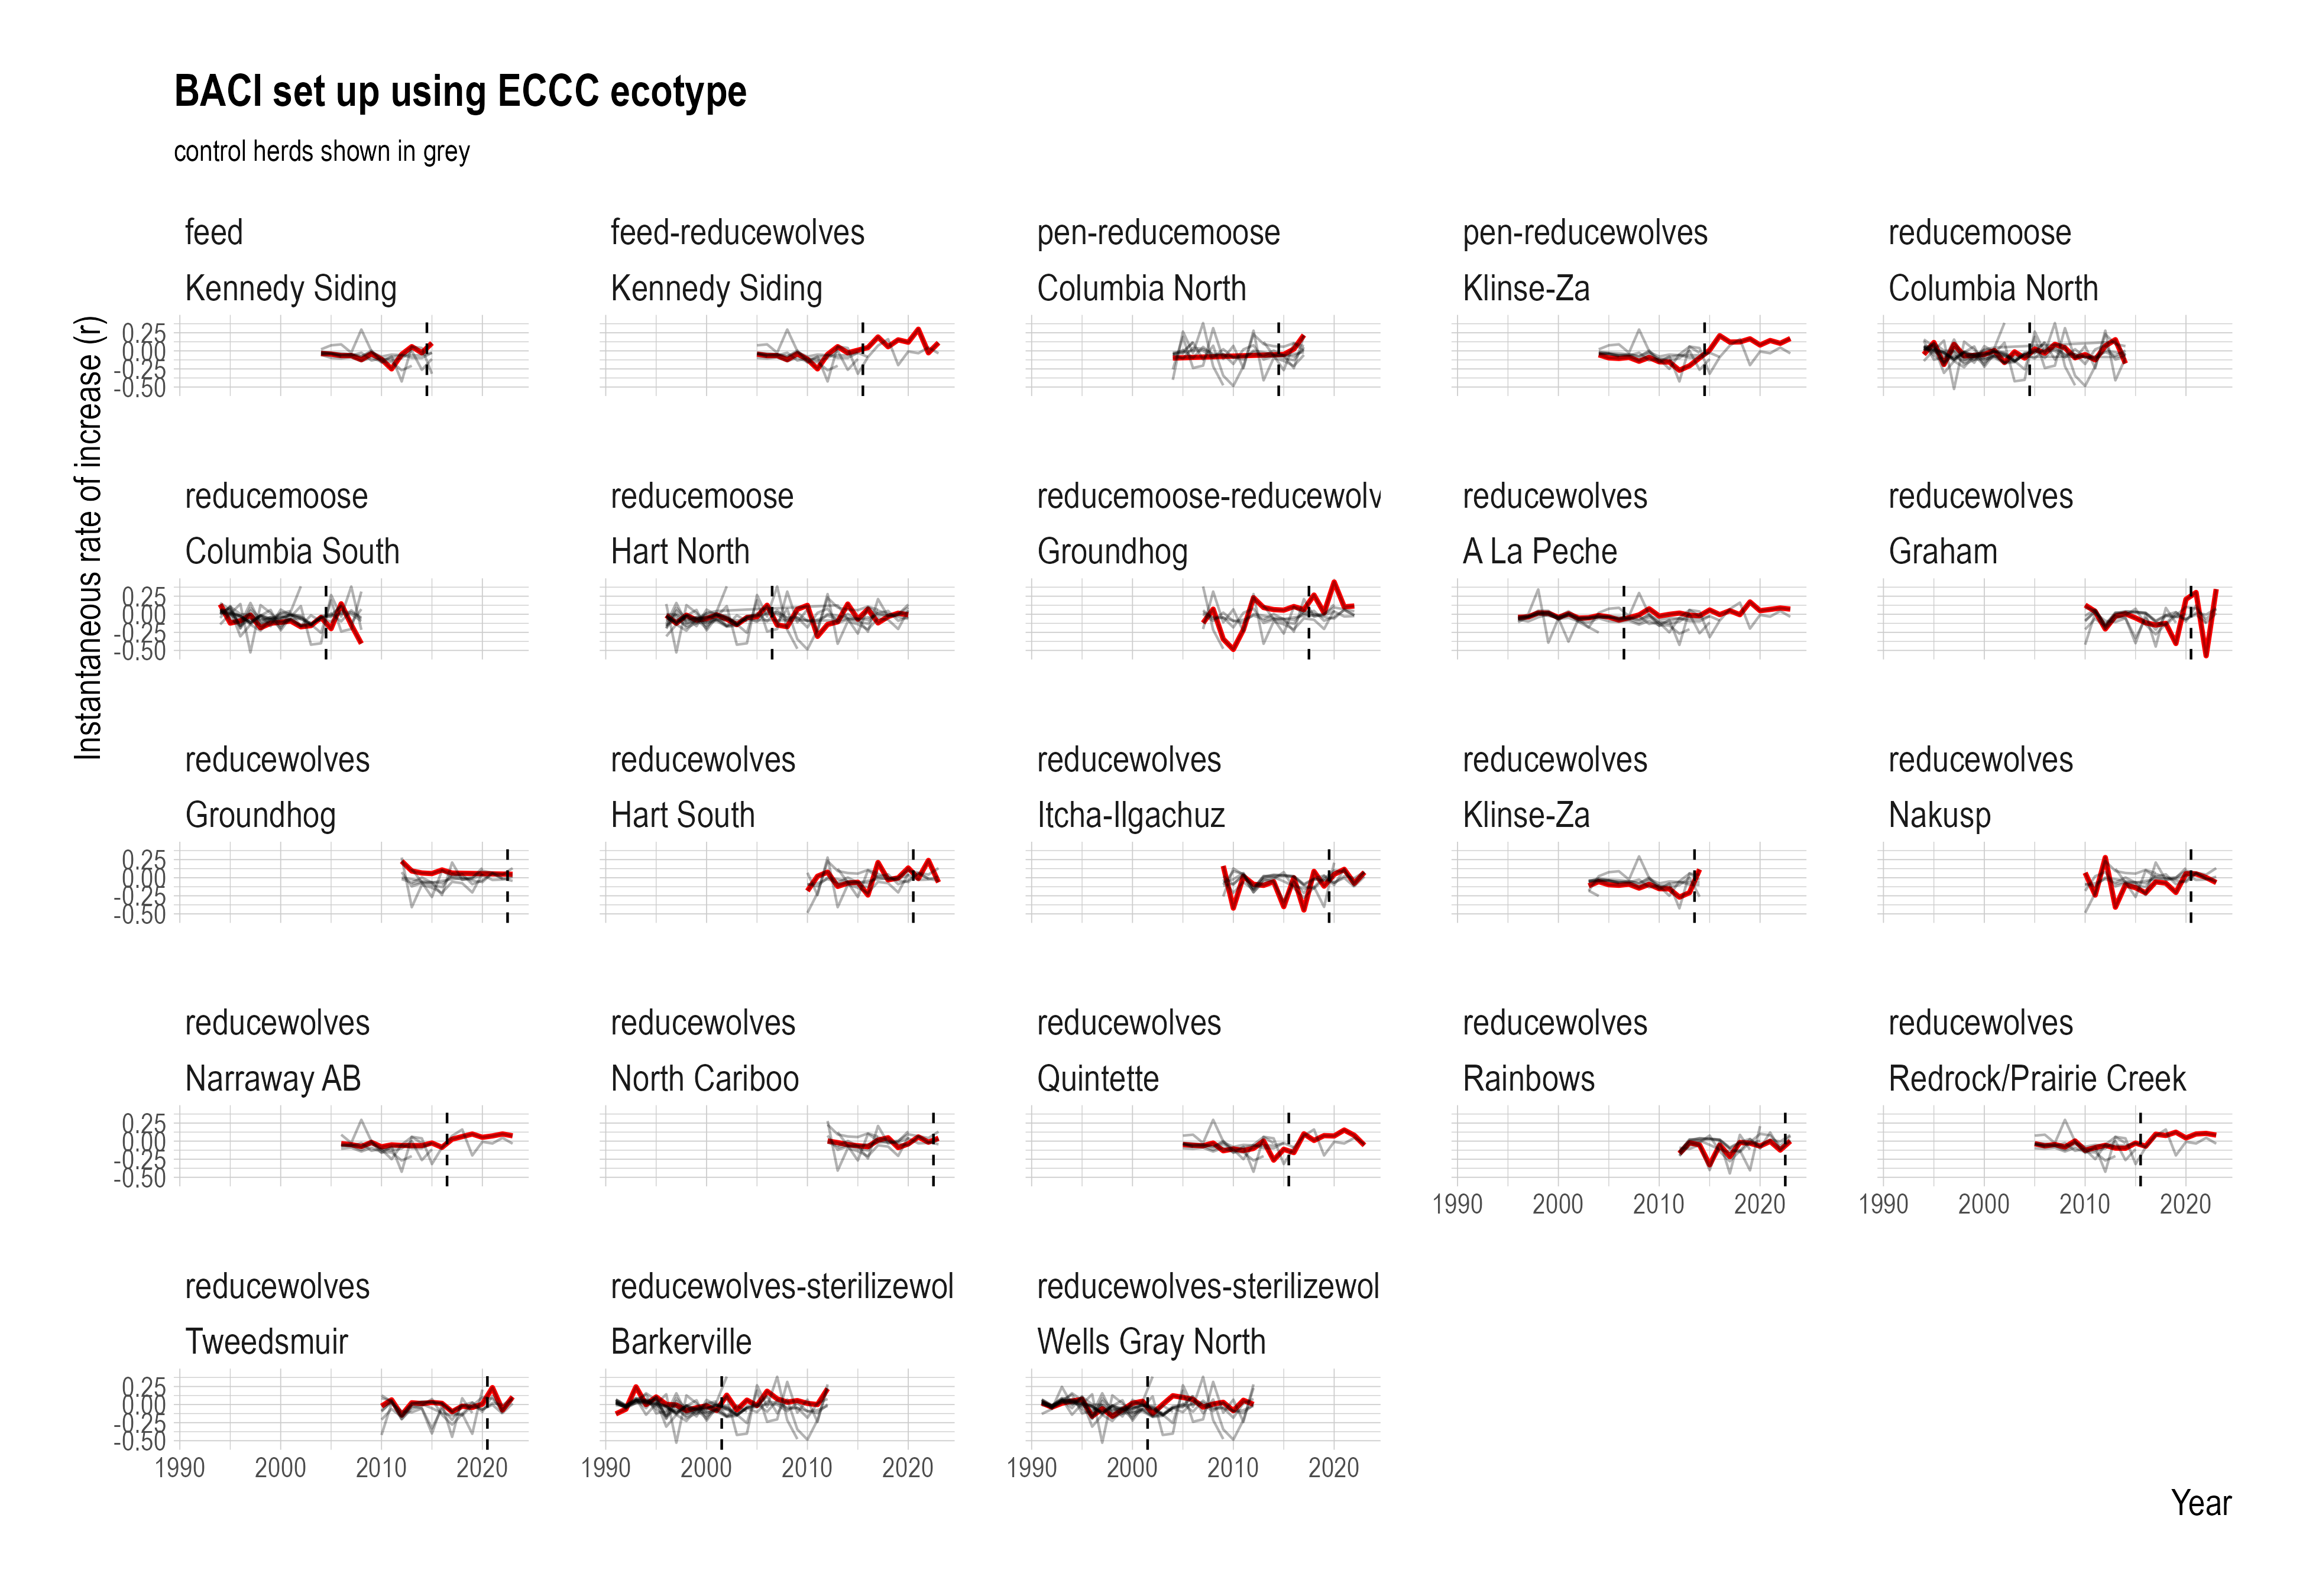 BACI set up using ECCC ecotype
control herds shown in grey
Instantaneous rate of increase (r)
feed
Kennedy Siding
feed-reducewolves
Kennedy Siding
pen-reducemoose
Columbia North
pen-reducewolves
Klinse-Za
reducemoose
Columbia North
0.25
0.00
-0.25
-0.50
reducemoose
Columbia South
reducemoose
Hart North
reducemoose-reducewolv
Groundhog
reducewolves
A La Peche
reducewolves
Graham
0.25
0.00
-0.25
-0.50
reducewolves
Groundhog
reducewolves
Hart South
reducewolves
Itcha-Ilgachuz
reducewolves
Klinse-Za
reducewolves
Nakusp
0.25
0.00
-0.25
-0.50
reducewolves
Narraway AB
reducewolves
North Cariboo
reducewolves
Quintette
reducewolves
Rainbows
reducewolves
Redrock/Prairie Creek
0.25
0.00
-0.25
-0.50
1990 2000 2010 2020
1990 2000 2010 2020
reducewolves
Tweedsmuir
reducewolves-sterilizewol
Barkerville
reducewolves-sterilizewol
Wells Gray North
0.25
0.00
-0.25
-0.50
1990 2000 2010 2020
1990 2000 2010 2020
1990 2000 2010 2020
Year